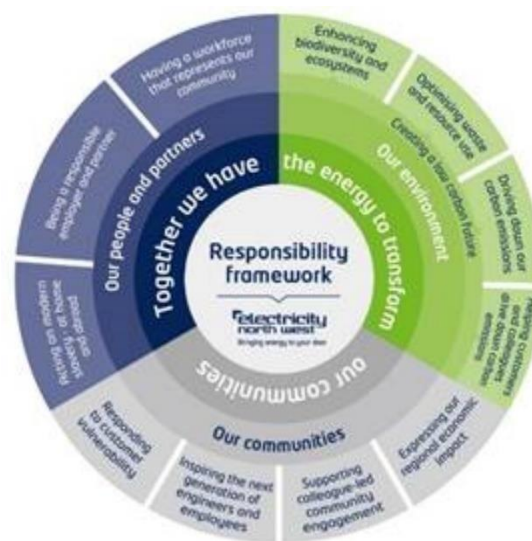 Responsibility
framework
electricity
north west
Bringing energy to your door
Together we have
the energy to transform
our communities
Our people and partners
Having a workforce
that represents our
community
Being a responsible
employer and partner
Acting on modern
slavery at home
and abroad
Our environment
Creating a low carbon future
Enhancing
biodiversity and
ecosystems
Optimising waste
and resource use
Driving down our
carbon emissions
Helping customers
and colleagues
drive down carbon
emissions
Our communities
Expressing our
regional economic
impact
Supporting
colleague-led
community
engagement
Inspiring the next
generation of
engineers and
employees
Responding
to customer
vulnerability